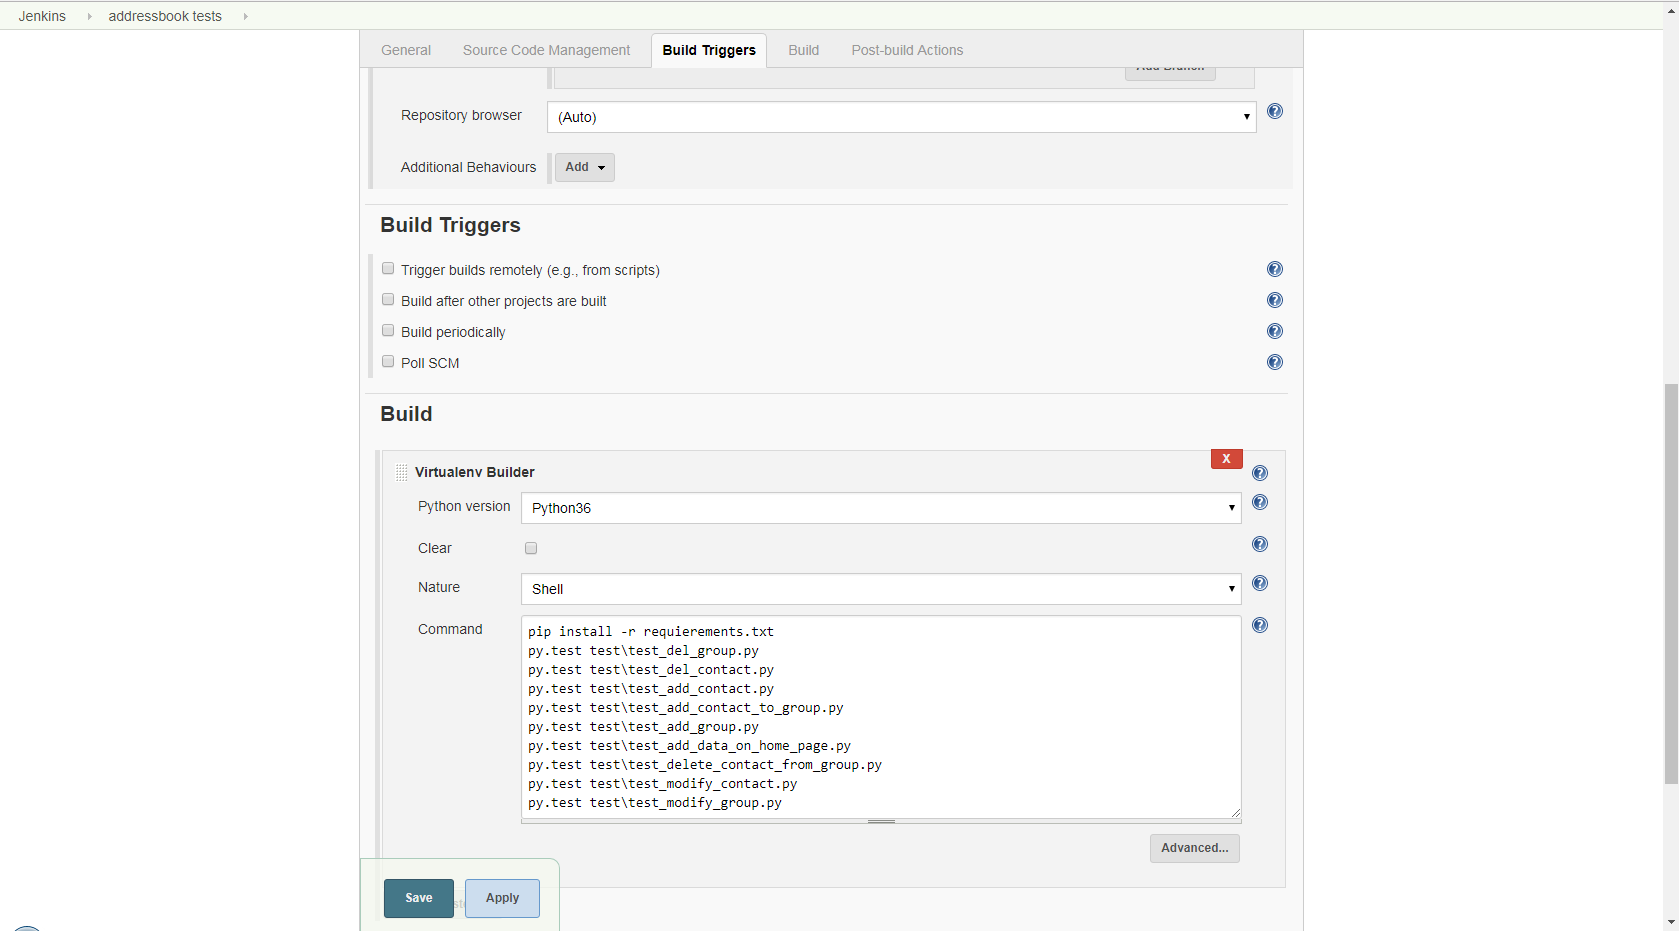 Jenkins addressbook tests
General Source Code Management Build Triggers Build Post-build Actions
Add Branch
Repository browser (Auto)
Additional Behaviours Add
Build Triggers
Trigger builds remotely (e.g., from scripts)
Build after other projects are built
Build periodically
Poll SCM
Build
X
Virtualenv Builder
Python version Python36
Clear
Nature Shell
Command
pip install -r requierements.txt
py.test test\test_del_group.py
py.test test\test_del_contact.py
py.test test\test_add_contact.py
py.test test\test_add_contact_to_group.py
py.test test\test_add_group.py
py.test test\test_add_data_on_home_page.py
py.test test\test_delete_contact_from_group.py
py.test test\test_modify_contact.py
py.test test\test_modify_group.py
Advanced...
Save Apply